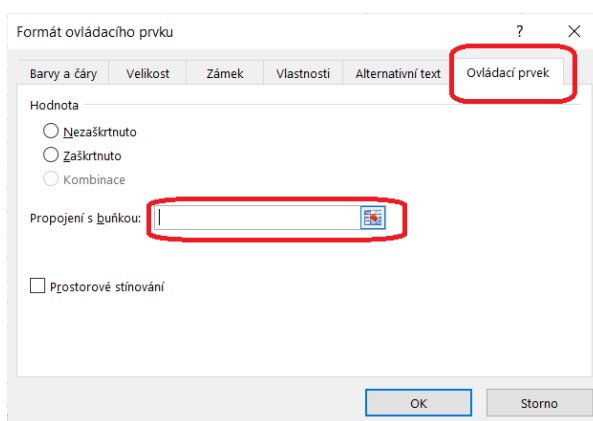 Formát ovládacího prvku ?
Barvy a čáry Velikost Zámek Vlastnosti Alternativní text Ovládací prvek
Hodnota
Nezaškrtnuto
Zaškrtnuto
Kombinace
Propojení s buňkou:
Prostorové stínování
OK Storno